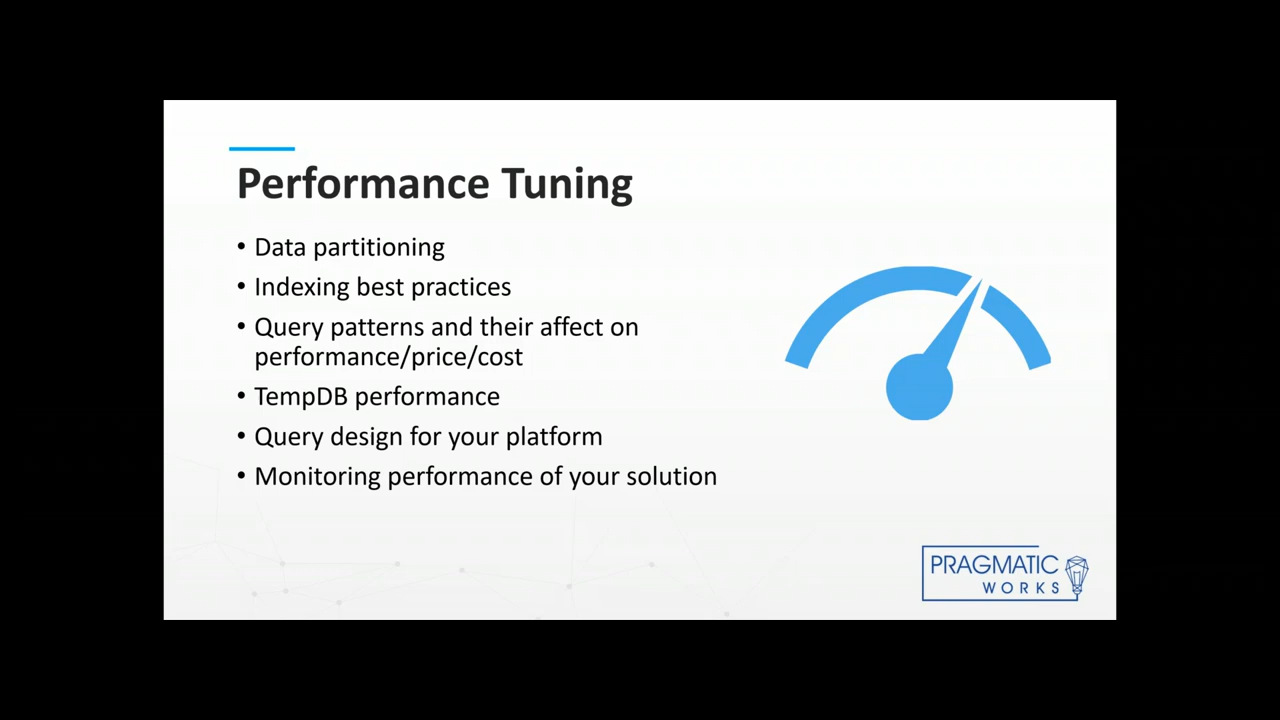 Performance Tuning
• Data partitioning
• Indexing best practices
• Query patterns and their affect on
performance/price/cost
• TempDB performance
• Query design for your platform
• Monitoring performance of your solution
PRAGMATIC
WORKS